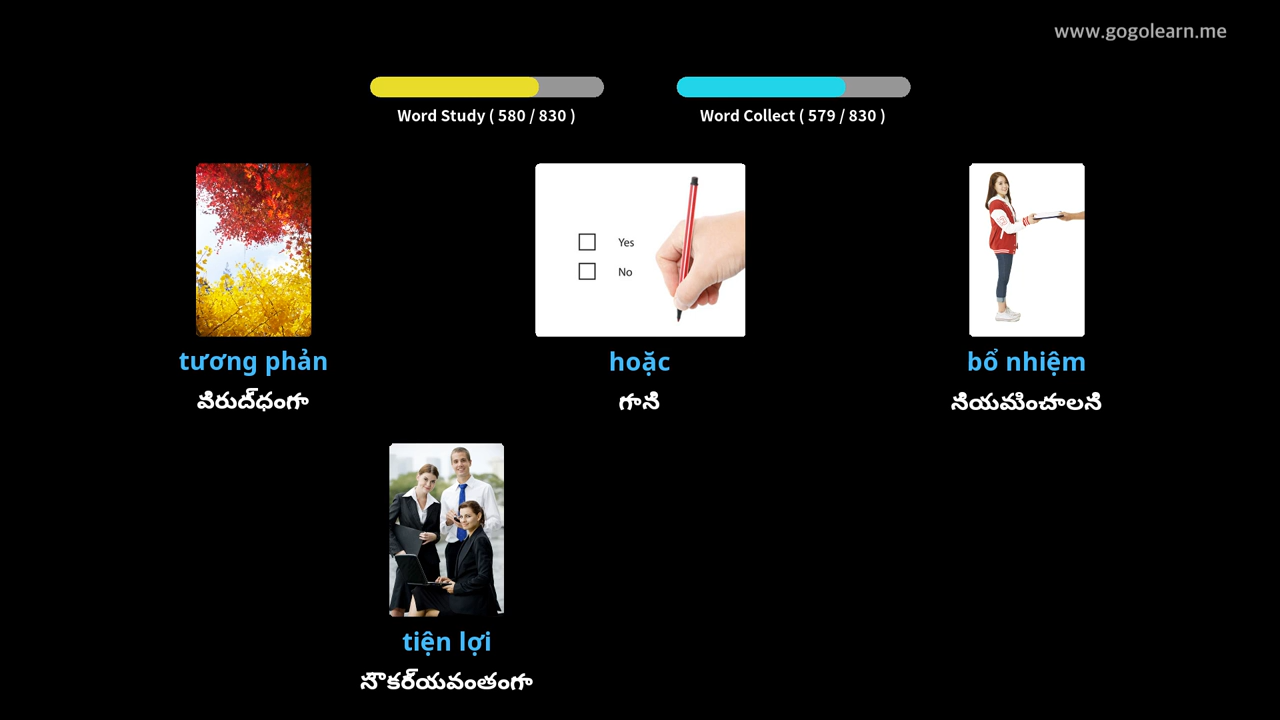 www.gogolearn.me
Word Study ( 580 / 830 )
Word Collect ( 579 / 830 )
Yes
No
tương phản
hoặc
bổ nhiệm
విరుద్ధంగా
గాని
నియమించాలని
tiện lợi
సౌకర్యవంతంగా